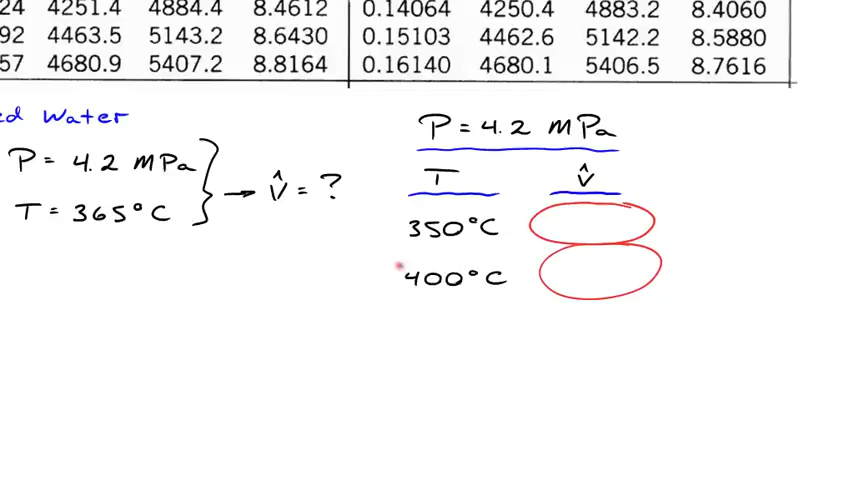 24 4251.4 4884.4 8.4612 0.14064 4250.4 4883.2 8.4060
92 4463.5 5143.2 8.6430 0.15103 4462.6 5142.2 8.5880
57 4680.9 5407.2 8.8164 0.16140 4680.1 5406.5 8.7616
ed Water
P = 4.2 MPa
T = 365°C
→ V̂ = ?
P = 4.2 MPa
T V̂
350°C
400°C